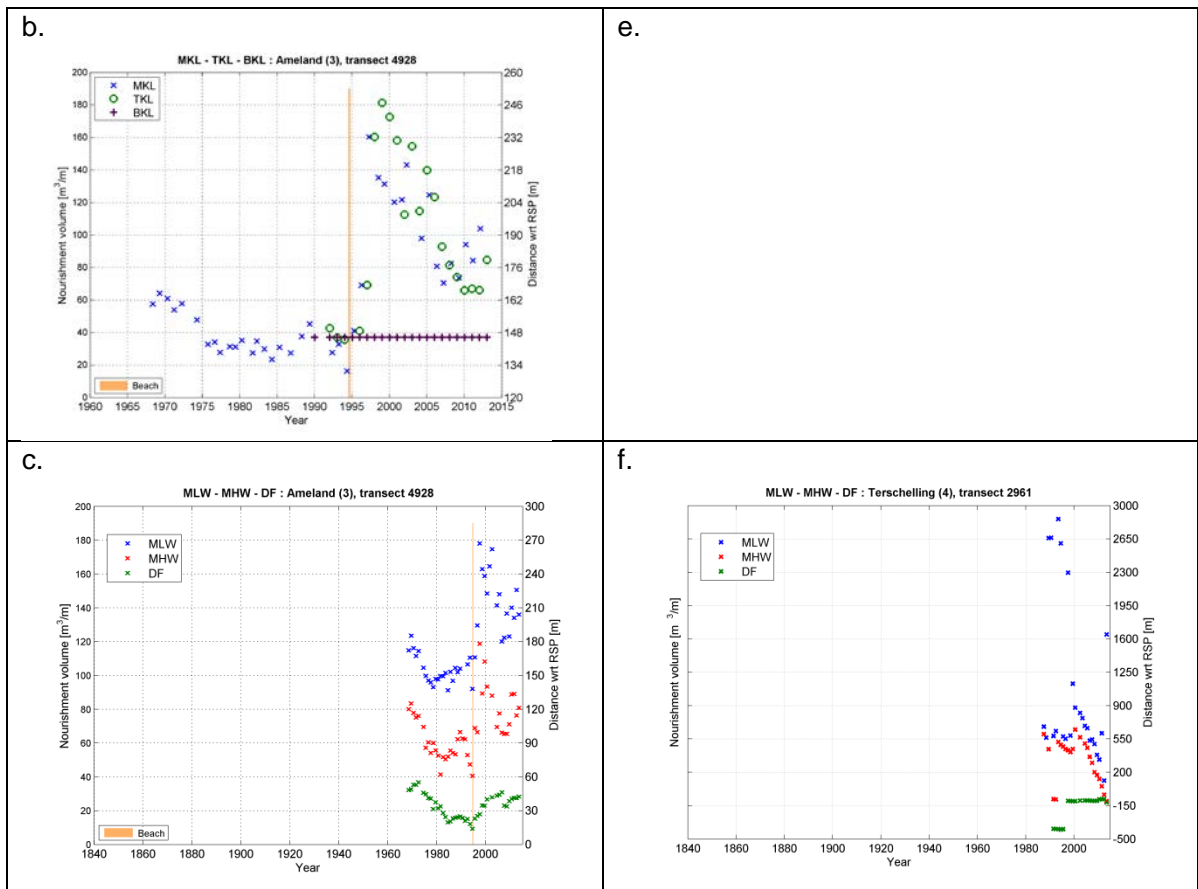 b.
MKL - TKL - BKL : Ameland (3), transect 4928
MKL
TKL
BKL
Beach
Nourishment volume [m³/m]
200
180
160
140
120
100
80
60
40
20
0
260
246
232
218
204
190
176
162
148
134
120
Distance wrt RSP [m]
1960 1965 1970 1975 1980 1985 1990 1995 2000 2005 2010 2015
Year
e.
c.
MLW - MHW - DF : Ameland (3), transect 4928
MLW
MHW
DF
Beach
Nourishment volume [m³/m]
200
180
160
140
120
100
80
60
40
20
0
300
270
240
210
180
150
120
90
60
30
0
Distance wrt RSP [m]
1840 1860 1880 1900 1920 1940 1960 1980 2000
Year
f.
MLW - MHW - DF : Terschelling (4), transect 2961
MLW
MHW
DF
Nourishment volume [m ³/m]
3000
2650
2300
1950
1600
1250
900
550
200
-150
-500
Distance wrt RSP [m]
1840 1860 1880 1900 1920 1940 1960 1980 2000
Year